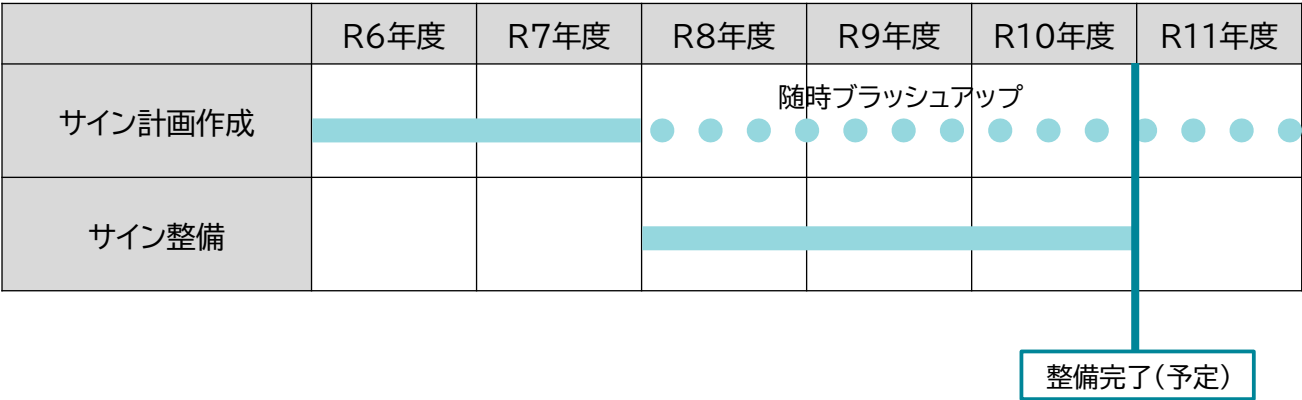 R6年度 R7年度 R8年度 R9年度 R10年度 R11年度
サイン計画作成
随時ブラッシュアップ
サイン整備
整備完了(予定)